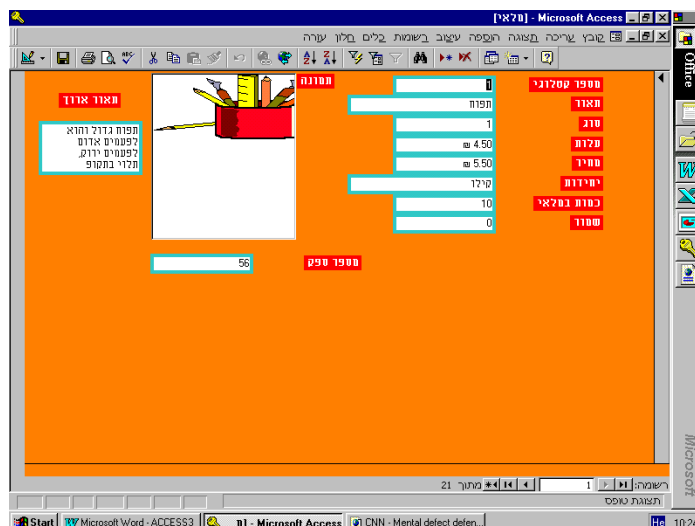 [מלאי] - Microsoft Access
קובץ עריכה תצוגה הוספה עיצוב רשומות כלים חלון עזרה
Office
מספר קטלוגי 1
תאור תפוח
סוג 1
עלות 4.50 ₪
מחיר 5.50 ₪
יחידות קילו
כמות במלאי 10
שמור 0
תמונה
תאור ארוך
תפוח גדול והוא
לפעמים אדום
לפעמים ירוק,
תלוי בתקופ
מספר ספק 56
רשומה: 1 מתוך 21
תצוגת טופס
Microsoft
Start
Microsoft Word - ACCESS3
מ] - Microsoft Access
CNN - Mental defect defen...
He